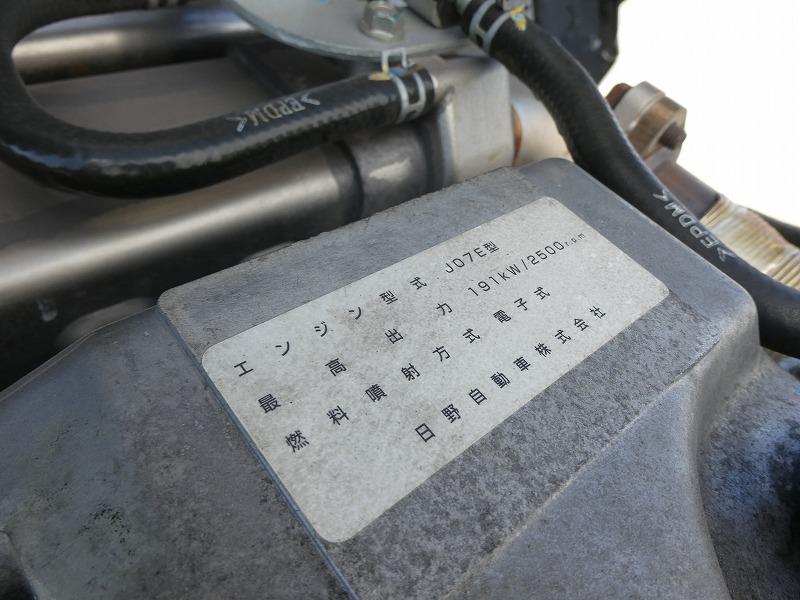 >EPDM<
>EPDM<
エンジン型式 J07E型
最高出力 191kW/2500r.p.m
燃料噴射方式 電子式
日野自動車株式会社